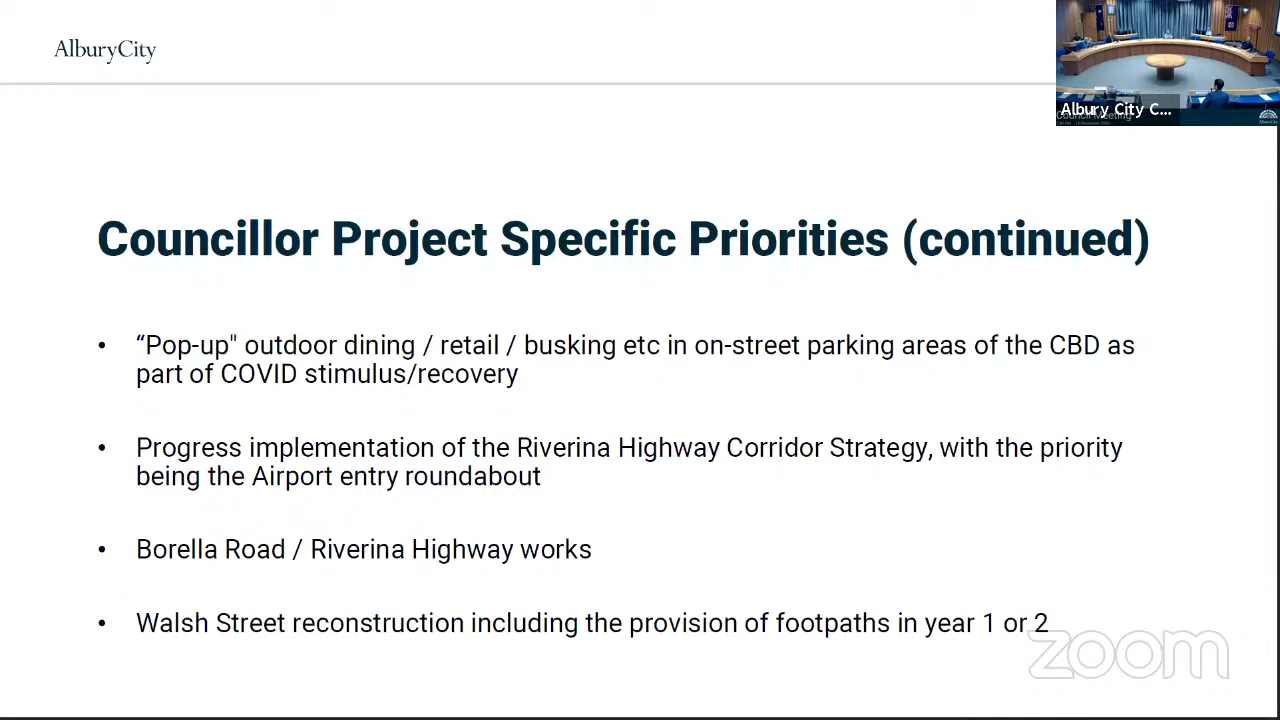 AlburyCity
Albury City C...
Council Meeting
AlburyCity
Councillor Project Specific Priorities (continued)
• “Pop-up" outdoor dining / retail / busking etc in on-street parking areas of the CBD as
part of COVID stimulus/recovery
• Progress implementation of the Riverina Highway Corridor Strategy, with the priority
being the Airport entry roundabout
• Borella Road / Riverina Highway works
• Walsh Street reconstruction including the provision of footpaths in year 1 or 2
zoom